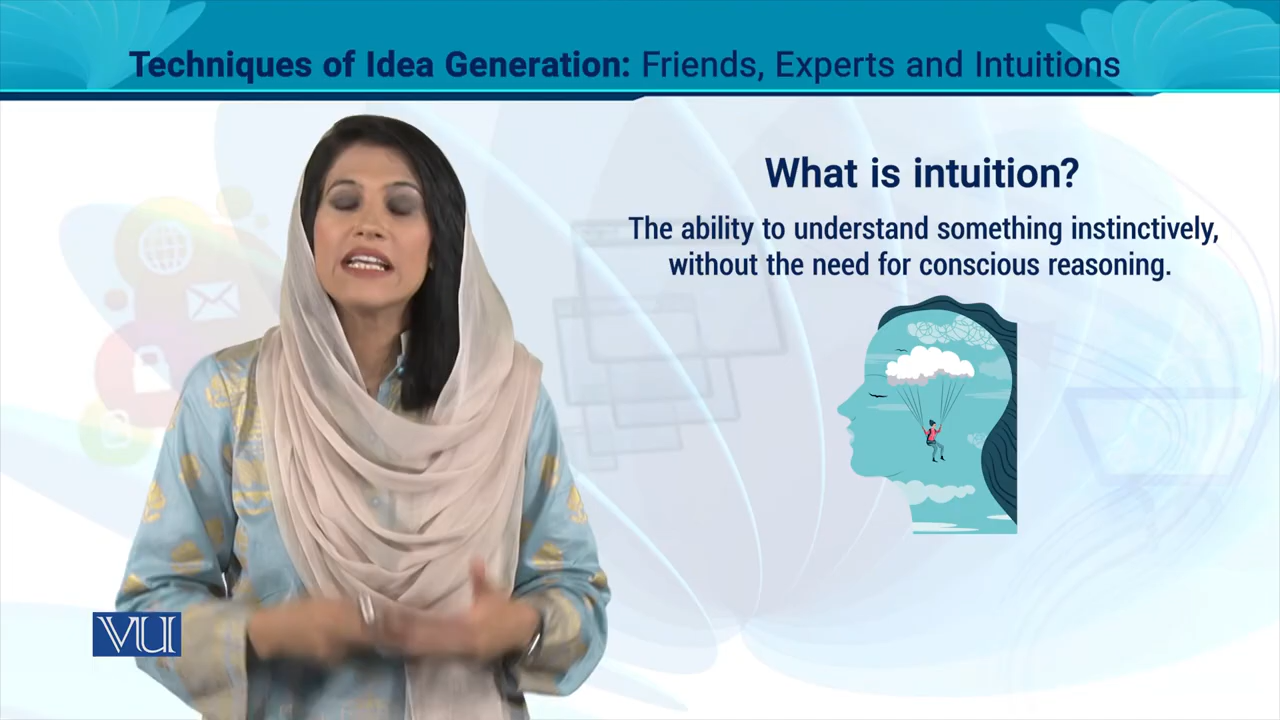 Techniques of Idea Generation: Friends, Experts and Intuitions
What is intuition?
The ability to understand something instinctively,
without the need for conscious reasoning.
VU